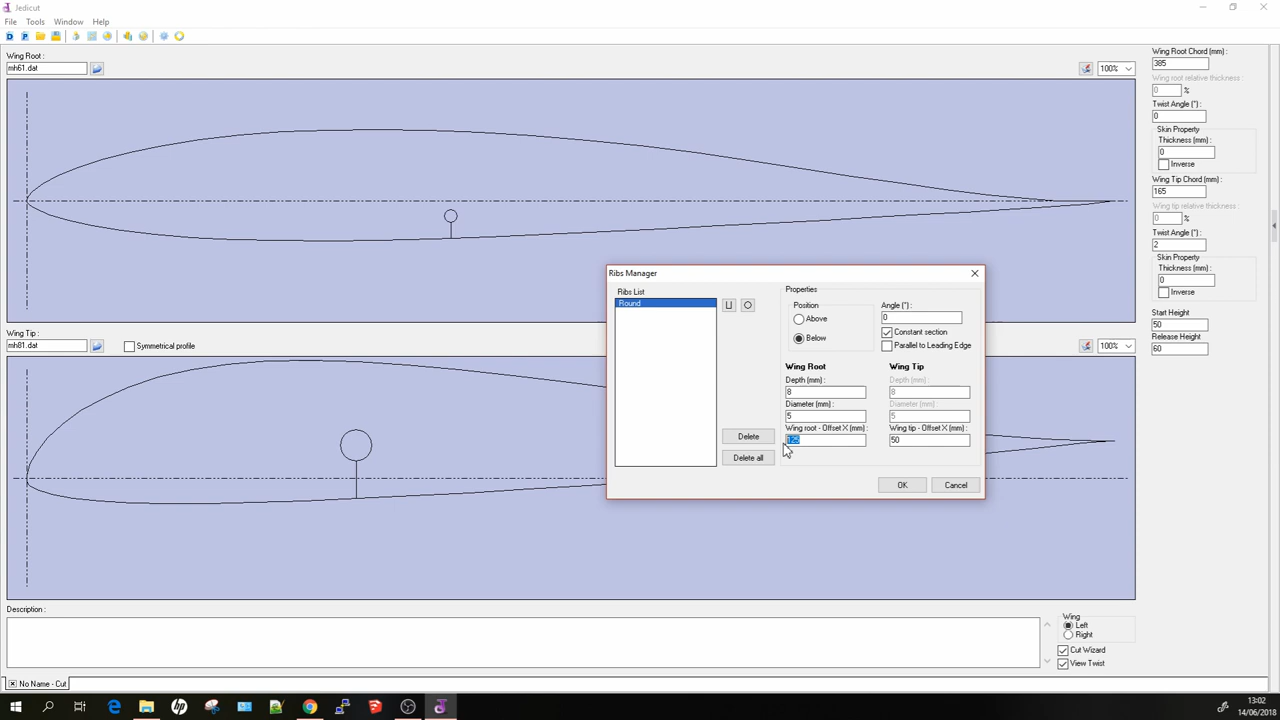 Jedicut
File Tools Window Help
Wing Root :
mh61.dat
100%
Wing Root Chord (mm)
385
Wing root relative thickness :
0 %
Twist Angle (°):
0
Skin Property
Thickness (mm)
0
Inverse
Wing Tip Chord (mm)
165
Wing tip relative thickness :
0 %
Twist Angle (°):
2
Skin Property
Thickness (mm) :
0
Inverse
Start Height
50
Release Height
60
Wing Tip :
mh81.dat
Symmetrical profile
100%
Ribs Manager
Ribs List
Round
Delete
Delete all
Properties
Position
Above
Below
Angle (°) :
0
Constant section
Parallel to Leading Edge
Wing Root
Wing Tip
Depth (mm) :
8
Depth (mm) :
8
Diameter (mm) :
5
Diameter (mm) :
5
Wing root - Offset X (mm) :
125
Wing tip - Offset X (mm) :
50
OK
Cancel
Description :
Wing
Left
Right
Cut Wizard
View Twist
No Name - Cut
13:02
14/06/2018